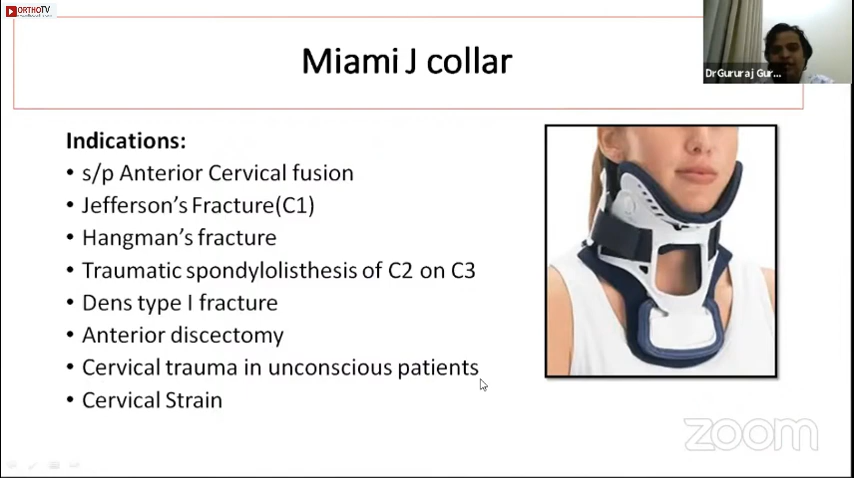 ORTHOTV
Miami J collar
Dr Gururaj Gur...
Indications:
• s/p Anterior Cervical fusion
• Jefferson's Fracture(C1)
• Hangman's fracture
• Traumatic spondylolisthesis of C2 on C3
• Dens type I fracture
• Anterior discectomy
• Cervical trauma in unconscious patients
• Cervical Strain
zoom